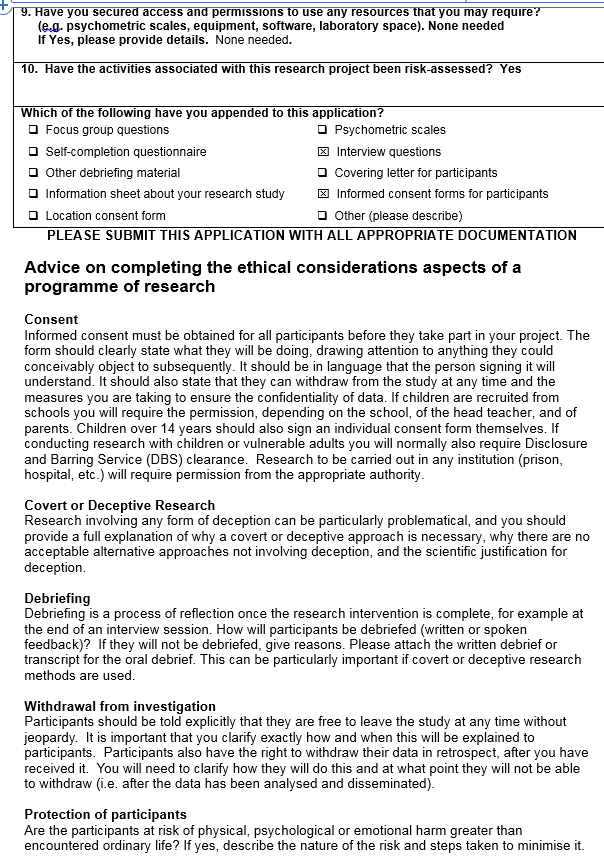 9. Have you secured access and permissions to use any resources that you may require?
(e.g. psychometric scales, equipment, software, laboratory space). None needed
If Yes, please provide details. None needed.
10. Have the activities associated with this research project been risk-assessed? Yes
Which of the following have you appended to this application?
❑ Focus group questions
❑ Psychometric scales
❑ Self-completion questionnaire
☒ Interview questions
❑ Other debriefing material
❑ Covering letter for participants
❑ Information sheet about your research study
☒ Informed consent forms for participants
❑ Location consent form
❑ Other (please describe)
PLEASE SUBMIT THIS APPLICATION WITH ALL APPROPRIATE DOCUMENTATION
Advice on completing the ethical considerations aspects of a
programme of research
Consent
Informed consent must be obtained for all participants before they take part in your project. The
form should clearly state what they will be doing, drawing attention to anything they could
conceivably object to subsequently. It should be in language that the person signing it will
understand. It should also state that they can withdraw from the study at any time and the
measures you are taking to ensure the confidentiality of data. If children are recruited from
schools you will require the permission, depending on the school, of the head teacher, and of
parents. Children over 14 years should also sign an individual consent form themselves. If
conducting research with children or vulnerable adults you will normally also require Disclosure
and Barring Service (DBS) clearance. Research to be carried out in any institution (prison,
hospital, etc.) will require permission from the appropriate authority.
Covert or Deceptive Research
Research involving any form of deception can be particularly problematical, and you should
provide a full explanation of why a covert or deceptive approach is necessary, why there are no
acceptable alternative approaches not involving deception, and the scientific justification for
deception.
Debriefing
Debriefing is a process of reflection once the research intervention is complete, for example at
the end of an interview session. How will participants be debriefed (written or spoken
feedback)? If they will not be debriefed, give reasons. Please attach the written debrief or
transcript for the oral debrief. This can be particularly important if covert or deceptive research
methods are used.
Withdrawal from investigation
Participants should be told explicitly that they are free to leave the study at any time without
jeopardy. It is important that you clarify exactly how and when this will be explained to
participants. Participants also have the right to withdraw their data in retrospect, after you have
received it. You will need to clarify how they will do this and at what point they will not be able
to withdraw (i.e. after the data has been analysed and disseminated).
Protection of participants
Are the participants at risk of physical, psychological or emotional harm greater than
encountered ordinary life? If yes, describe the nature of the risk and steps taken to minimise it.